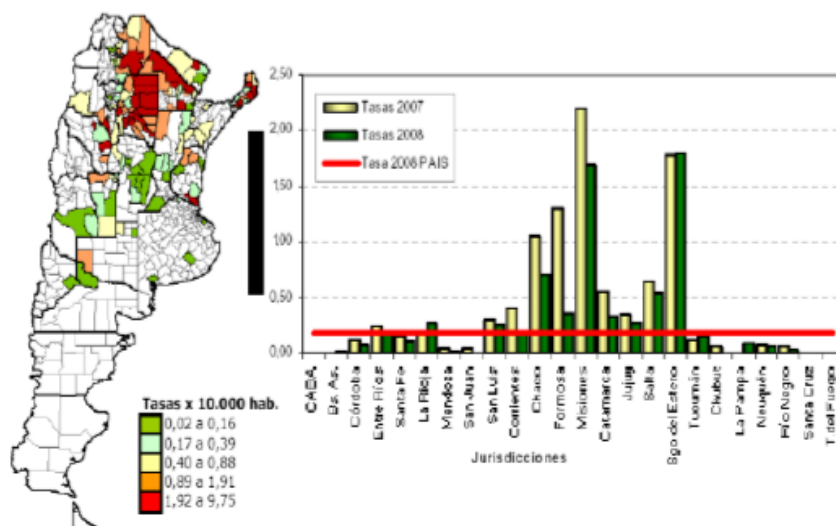 2,50
2,00
1,50
1,00
0,50
0,00
Tasas 2007
Tasas 2008
Tasa 2008 PAIS
CABA
Bs. As.
Córdoba
Entre Ríos
Santa Fe
La Rioja
Mendoza
San Juan
San Luis
Corrientes
Chaco
Formosa
Misiones
Catamarca
Jujuy
Salta
Sgo del Estero
Tucumán
Chubut
La Pampa
Neuquén
Río Negro
Santa Cruz
T del Fuego
Jurisdicciones
Tasas x 10.000 hab.
0,02 a 0,16
0,17 a 0,39
0,40 a 0,88
0,89 a 1,91
1,92 a 9,75